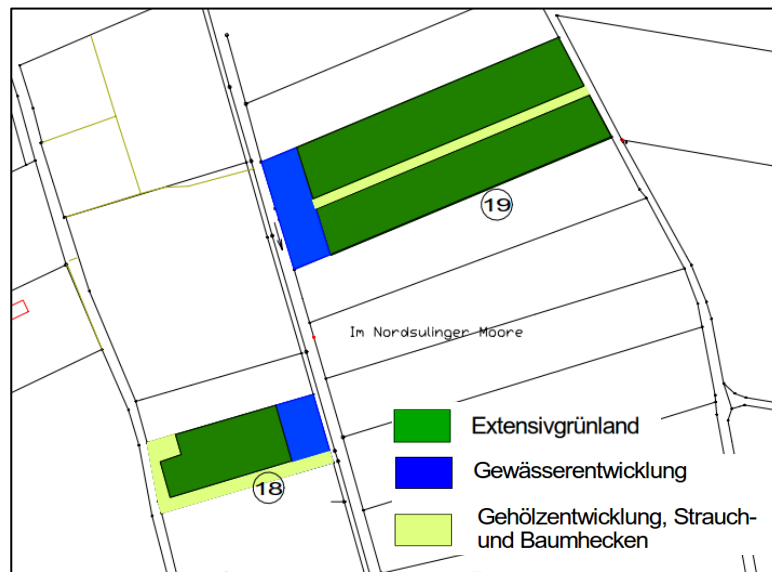 19
Im Nordsulinger Moore
Extensivgrünland
Gewässerentwicklung
18
Gehölzentwicklung, Strauch-
und Baumhecken